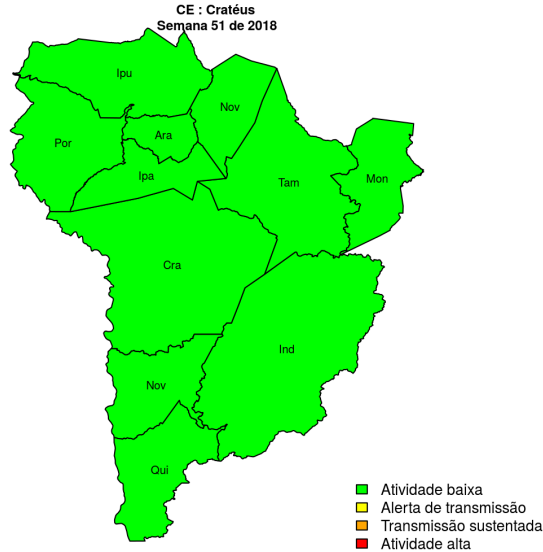 CE : Cratéus
Semana 51 de 2018
Ipu
Nov
Por
Ara
Ipa
Tam
Mon
Cra
Ind
Nov
Qui
Atividade baixa
Alerta de transmissão
Transmissão sustentada
Atividade alta